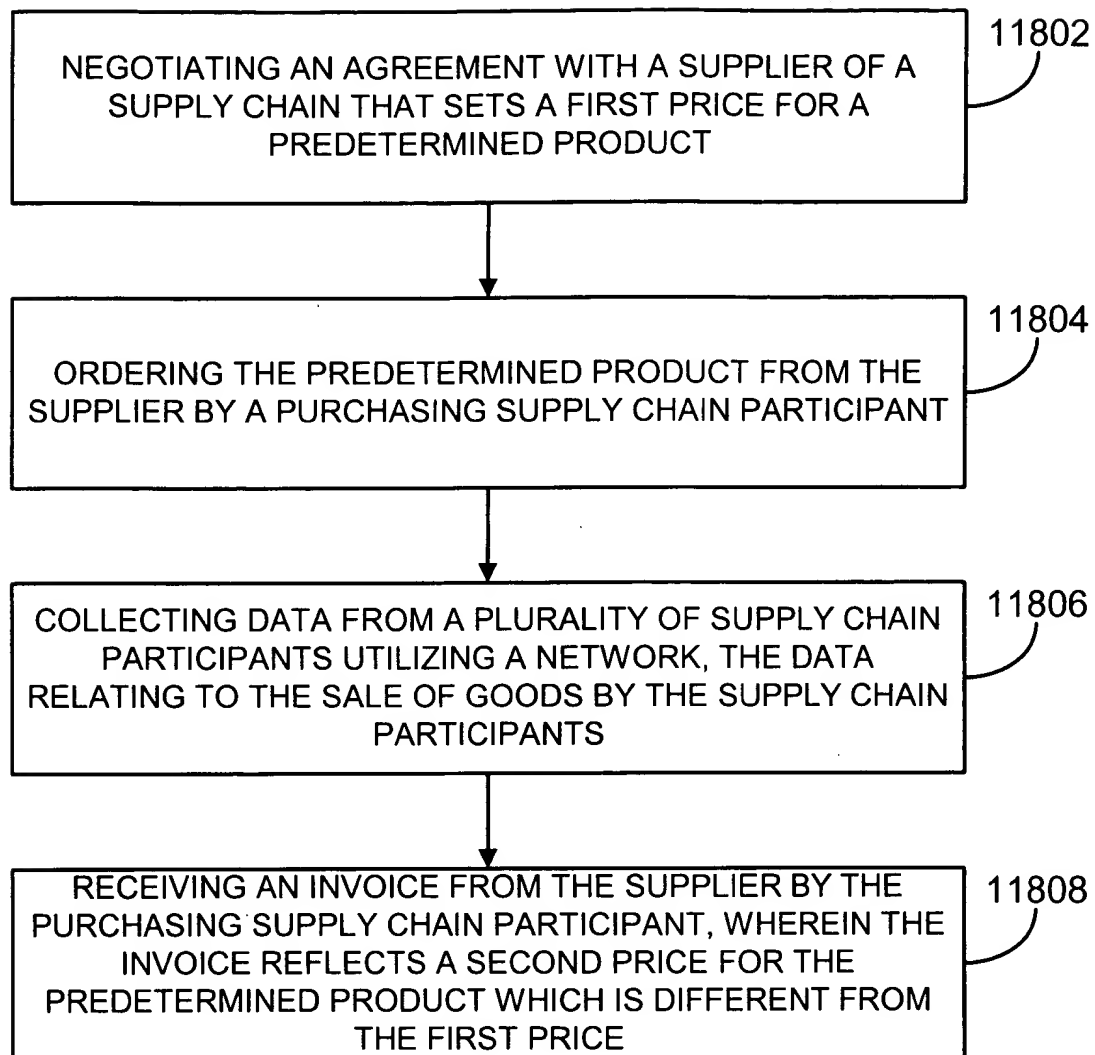 11802
NEGOTIATING AN AGREEMENT WITH A SUPPLIER OF A
SUPPLY CHAIN THAT SETS A FIRST PRICE FOR A
PREDETERMINED PRODUCT
11804
ORDERING THE PREDETERMINED PRODUCT FROM THE
SUPPLIER BY A PURCHASING SUPPLY CHAIN PARTICIPANT
11806
COLLECTING DATA FROM A PLURALITY OF SUPPLY CHAIN
PARTICIPANTS UTILIZING A NETWORK, THE DATA
RELATING TO THE SALE OF GOODS BY THE SUPPLY CHAIN
PARTICIPANTS
11808
RECEIVING AN INVOICE FROM THE SUPPLIER BY THE
PURCHASING SUPPLY CHAIN PARTICIPANT, WHEREIN THE
INVOICE REFLECTS A SECOND PRICE FOR THE
PREDETERMINED PRODUCT WHICH IS DIFFERENT FROM
THE FIRST PRICE